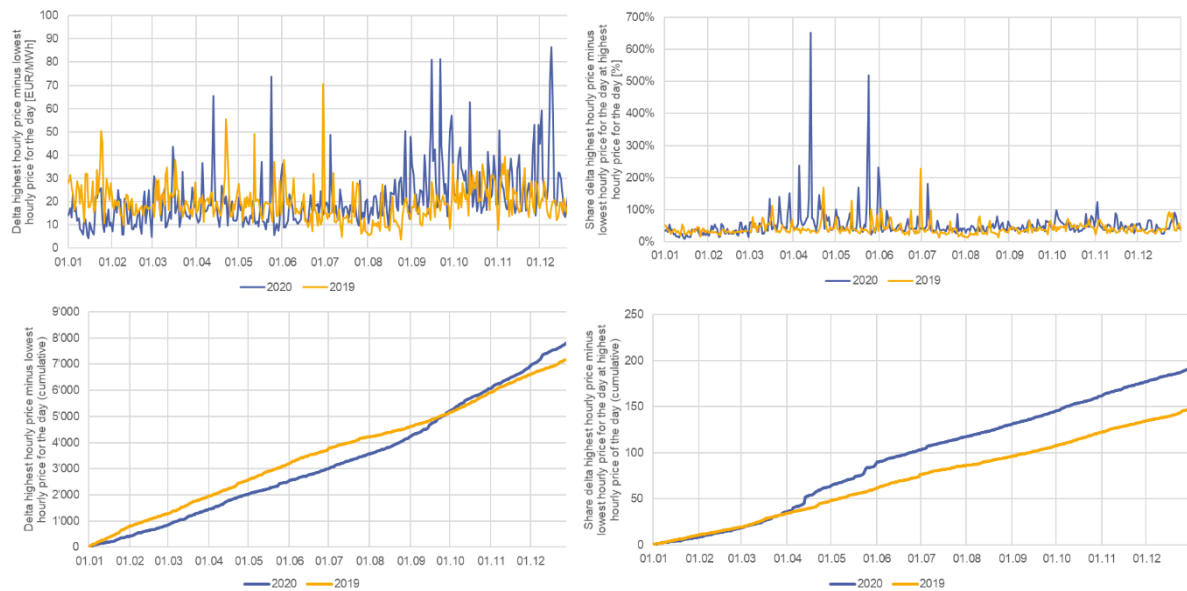 Delta highest hourly price minus lowest
hourly price for the day [EUR/MWh]
100
90
80
70
60
50
40
30
20
10
0
01.01 01.02 01.03 01.04 01.05 01.06 01.07 01.08 01.09 01.10 01.11 01.12
2020 2019
Share delta highest hourly price minus
lowest hourly price for the day at highest
hourly price for the day [%]
700%
600%
500%
400%
300%
200%
100%
0%
01.01 01.02 01.03 01.04 01.05 01.06 01.07 01.08 01.09 01.10 01.11 01.12
2020 2019
Delta highest hourly price minus lowest
hourly price for the day (cumulative)
9'000
8'000
7'000
6'000
5'000
4'000
3'000
2'000
1'000
0
01.01 01.02 01.03 01.04 01.05 01.06 01.07 01.08 01.09 01.10 01.11 01.12
2020 2019
Share delta highest hourly price minus
lowest hourly price for the day at highest
hourly price of the day (cumulative)
250
200
150
100
50
0
01.01 01.02 01.03 01.04 01.05 01.06 01.07 01.08 01.09 01.10 01.11 01.12
2020 2019